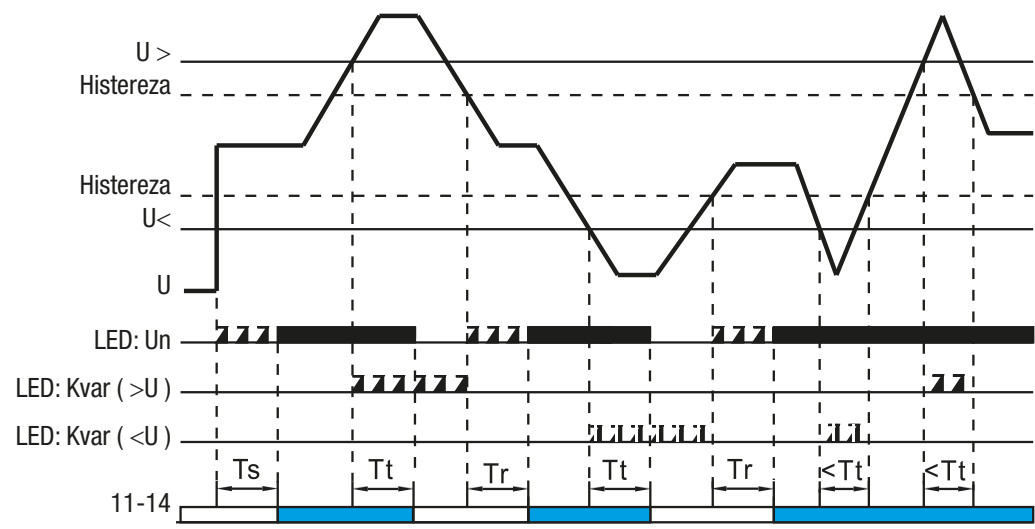 U >
Histereza
Histereza
U<
U
LED: Un
LED: Kvar ( >U )
LED: Kvar ( <U )
Ts Tt Tr Tt Tr <Tt <Tt
11-14